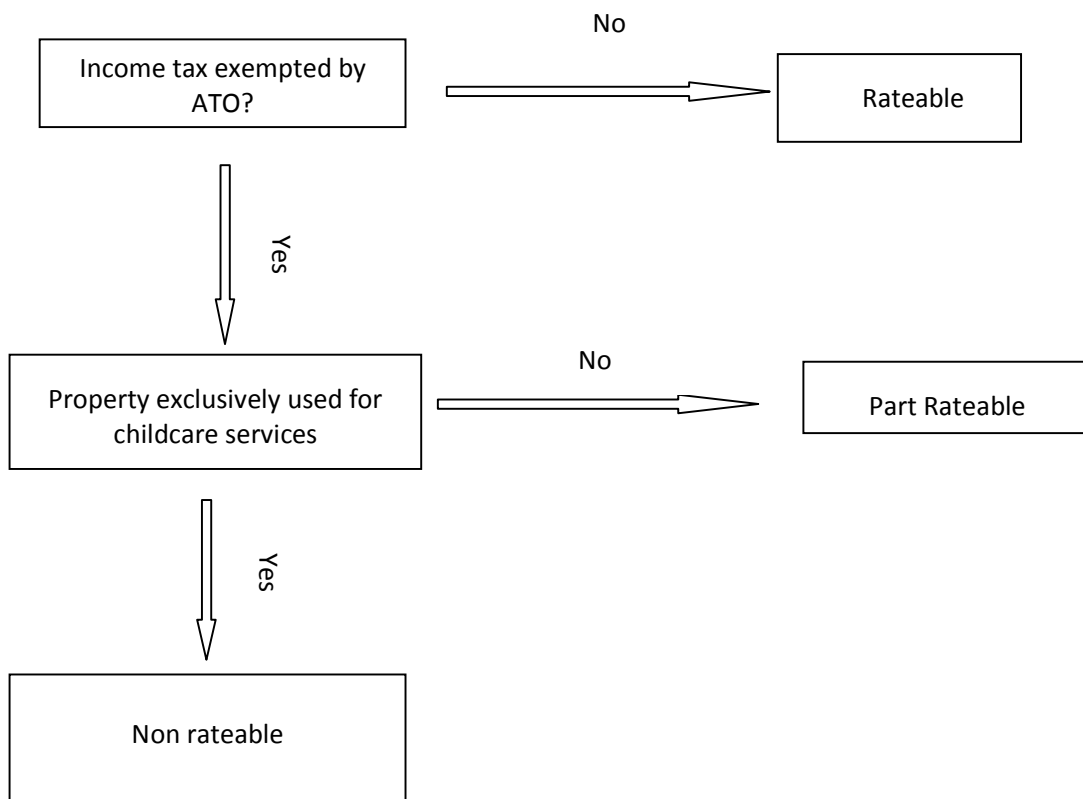 No
Income tax exempted by
ATO?
Rateable
Yes
No
Property exclusively used for
childcare services
Part Rateable
Yes
Non rateable